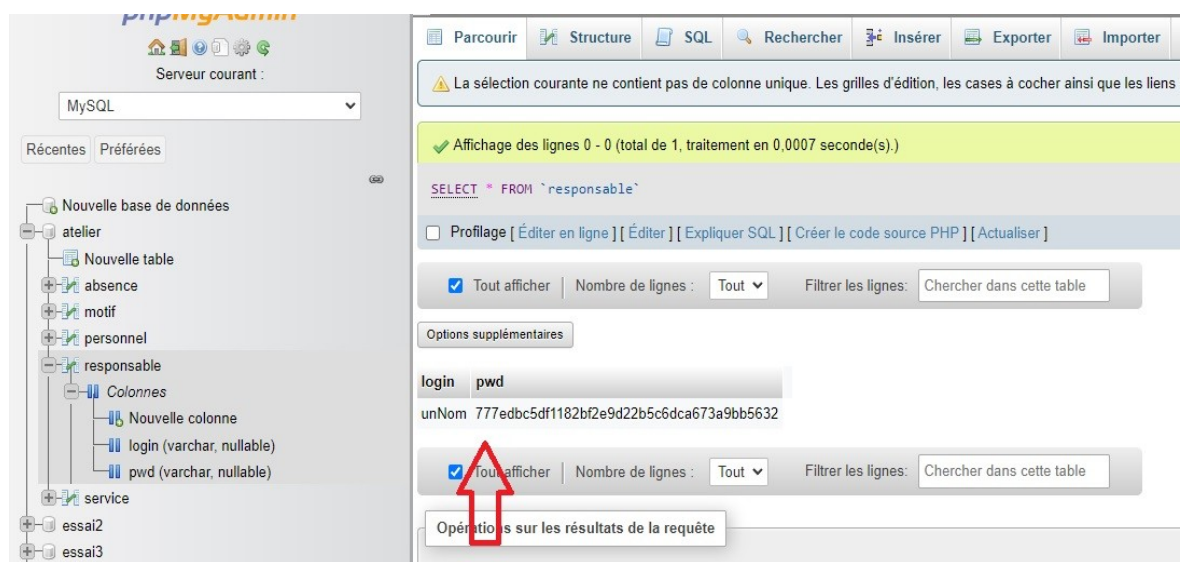 phpMyAdmin
Serveur courant :
MySQL
Récentes Préférées
Nouvelle base de données
atelier
Nouvelle table
absence
motif
personnel
responsable
Colonnes
Nouvelle colonne
login (varchar, nullable)
pwd (varchar, nullable)
service
essai2
essai3
Parcourir Structure SQL Rechercher Insérer Exporter Importer
La sélection courante ne contient pas de colonne unique. Les grilles d'édition, les cases à cocher ainsi que les liens
Affichage des lignes 0 - 0 (total de 1, traitement en 0,0007 seconde(s).)
SELECT * FROM `responsable`
Profilage [ Éditer en ligne ] [ Éditer ] [ Expliquer SQL ] [ Créer le code source PHP ] [ Actualiser ]
Tout afficher Nombre de lignes : Tout Filtrer les lignes: Chercher dans cette table
Options supplémentaires
login pwd
unNom 777edbc5df1182bf2e9d22b5c6dca673a9bb5632
Tout afficher Nombre de lignes : Tout Filtrer les lignes: Chercher dans cette table
Opérations sur les résultats de la requête